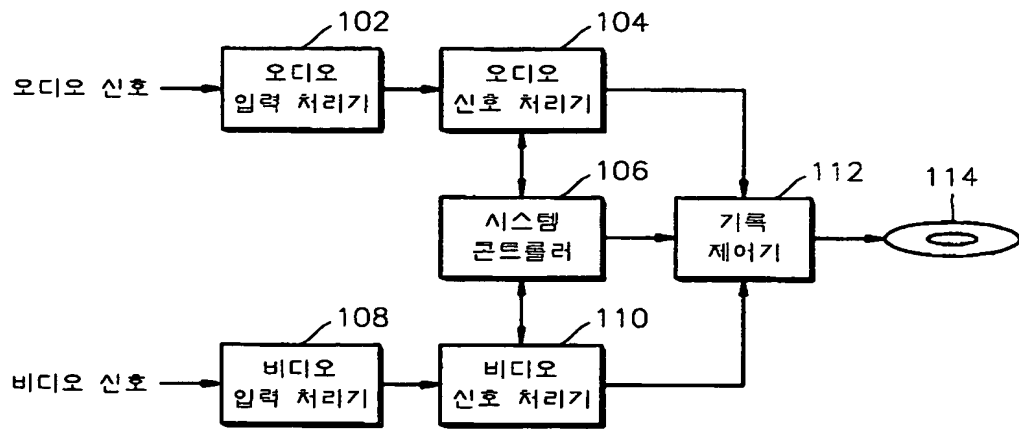 102
104
오디오 신호
오디오
입력 처리기
오디오
신호 처리기
106
112
114
시스템
콘트롤러
기록
제어기
108
110
비디오 신호
비디오
입력 처리기
비디오
신호 처리기